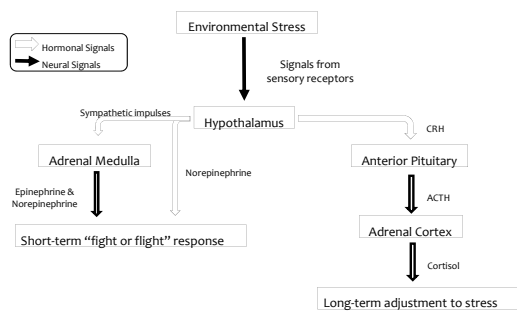 Environmental Stress
Hormonal Signals
Neural Signals
Signals from
sensory receptors
Sympathetic impulses
Hypothalamus
CRH
Adrenal Medulla
Anterior Pituitary
Norepinephrine
Epinephrine &
Norepinephrine
ACTH
Adrenal Cortex
Short-term “fight or flight” response
Cortisol
Long-term adjustment to stress